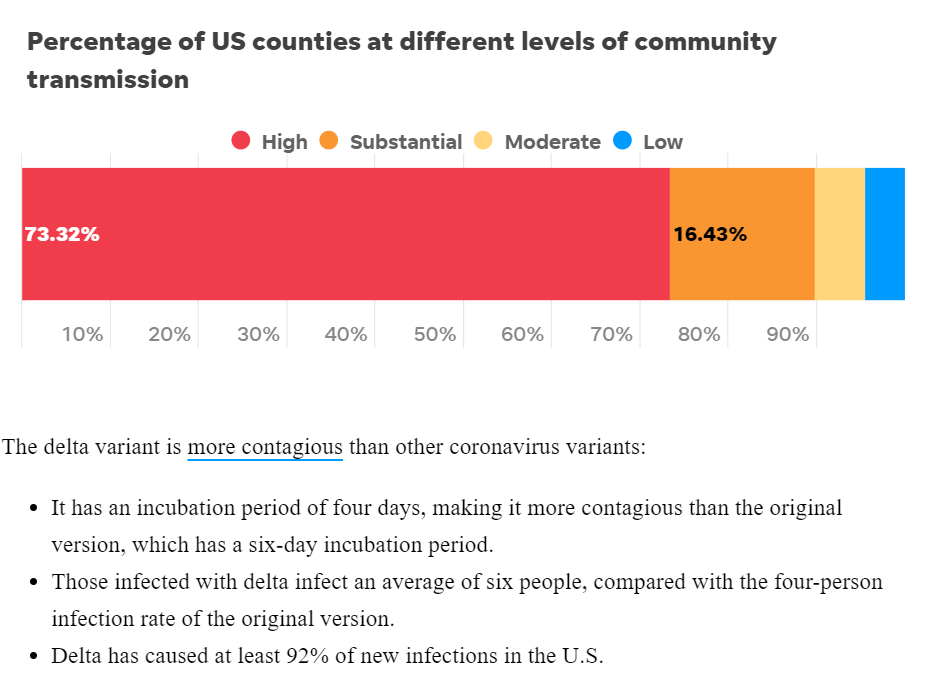 Percentage of US counties at different levels of community
transmission
High Substantial Moderate Low
73.32% 16.43%
10% 20% 30% 40% 50% 60% 70% 80% 90%
The delta variant is more contagious than other coronavirus variants:
• It has an incubation period of four days, making it more contagious than the original
version, which has a six-day incubation period.
• Those infected with delta infect an average of six people, compared with the four-person
infection rate of the original version.
• Delta has caused at least 92% of new infections in the U.S.